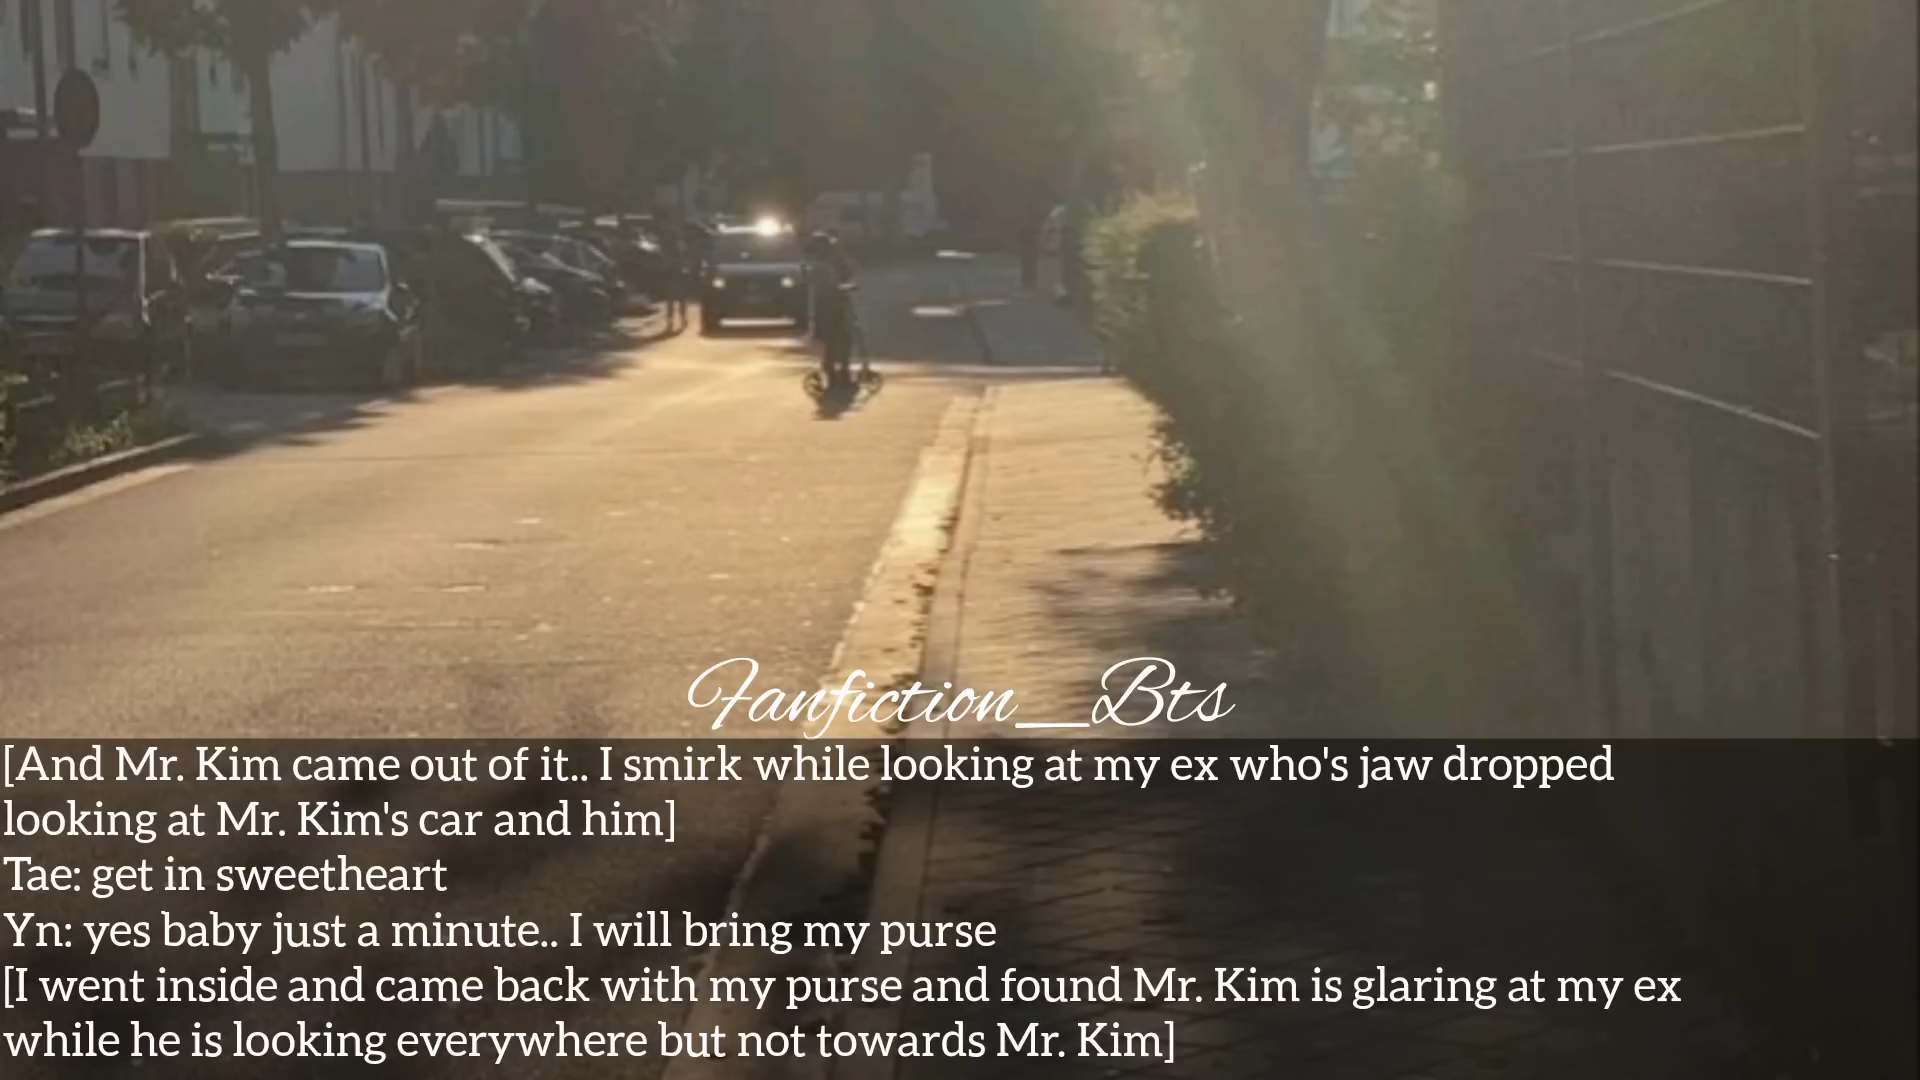 Fanfiction__Bts
[And Mr. Kim came out of it.. I smirk while looking at my ex who's jaw dropped
looking at Mr. Kim's car and him]
Tae: get in sweetheart
Yn: yes baby just a minute.. I will bring my purse
[I went inside and came back with my purse and found Mr. Kim is glaring at my ex
while he is looking everywhere but not towards Mr. Kim]